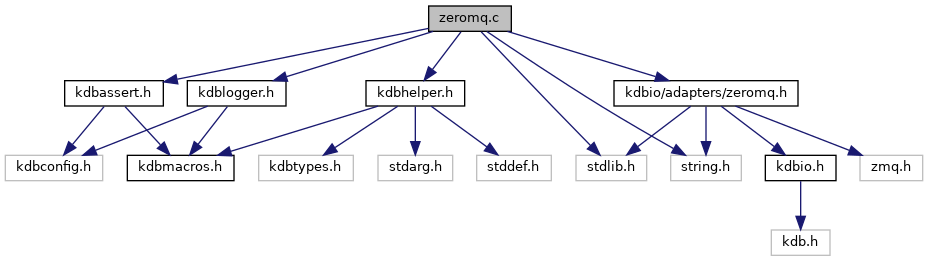 zeromq.c
kdbassert.h
kdblogger.h
kdbhelper.h
kdbio/adapters/zeromq.h
kdbconfig.h
kdbmacros.h
kdbtypes.h
stdarg.h
stddef.h
stdlib.h
string.h
kdbio.h
zmq.h
kdb.h